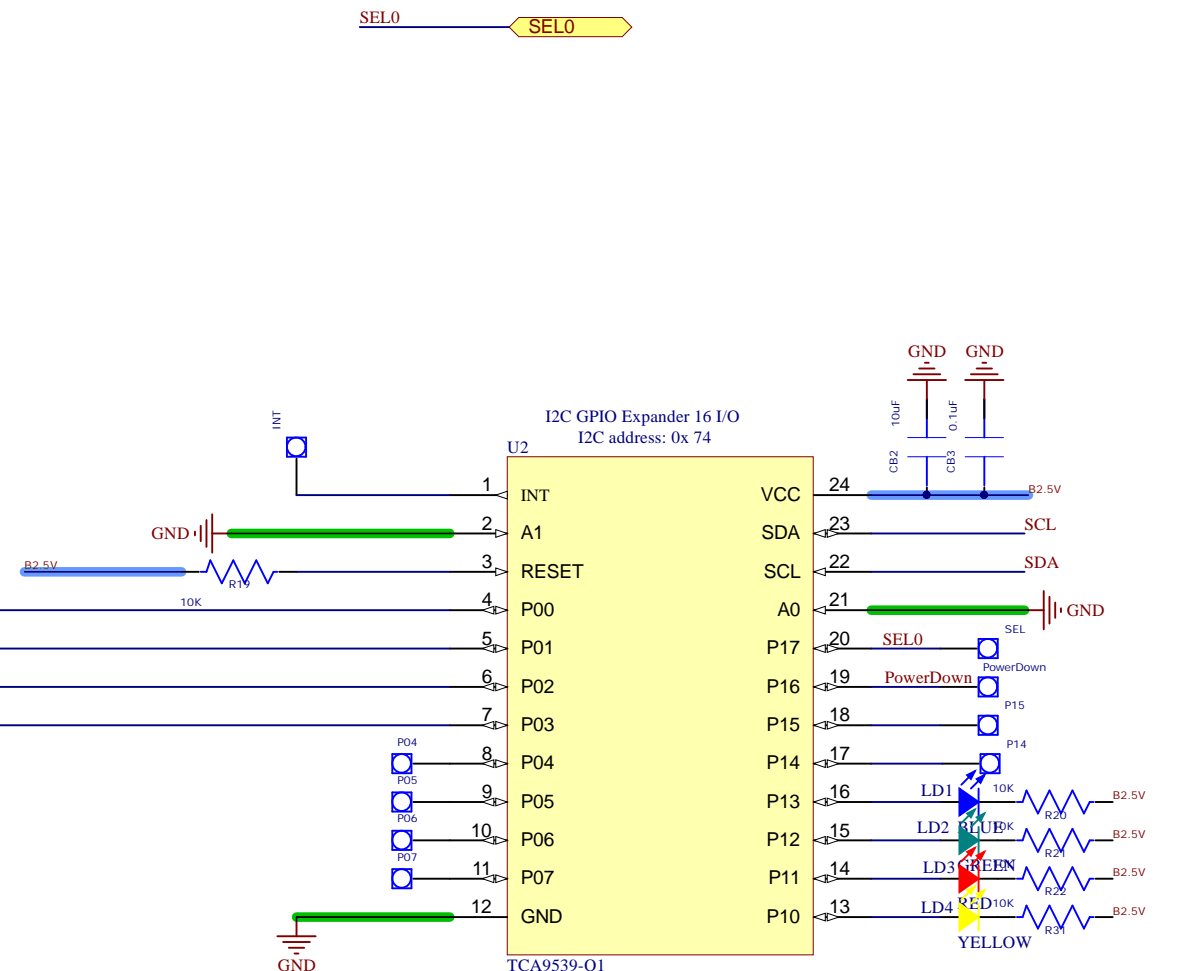 SEL0 SEL0
GND GND
10uF 0.1uF
CB2 CB3
INT
I2C GPIO Expander 16 I/O
I2C address: 0x 74
U2
1 INT VCC 24 B2.5V
GND 2 A1 SDA 23 SCL
B2.5V R19 3 RESET SCL 22 SDA
10K 4 P00 A0 21 GND
5 P01 P17 20 SEL0 SEL
6 P02 P16 19 PowerDown PowerDown
7 P03 P15 18 P15
P04 8 P04 P14 17 P14
P05 9 P05 P13 16 LD1 BLUE 10K R20 B2.5V
P06 10 P06 P12 15 LD2 GREEN 10K R21 B2.5V
P07 11 P07 P11 14 LD3 RED 10K R22 B2.5V
12 GND P10 13 LD4 YELLOW 10K R31 B2.5V
GND
TCA9539-Q1